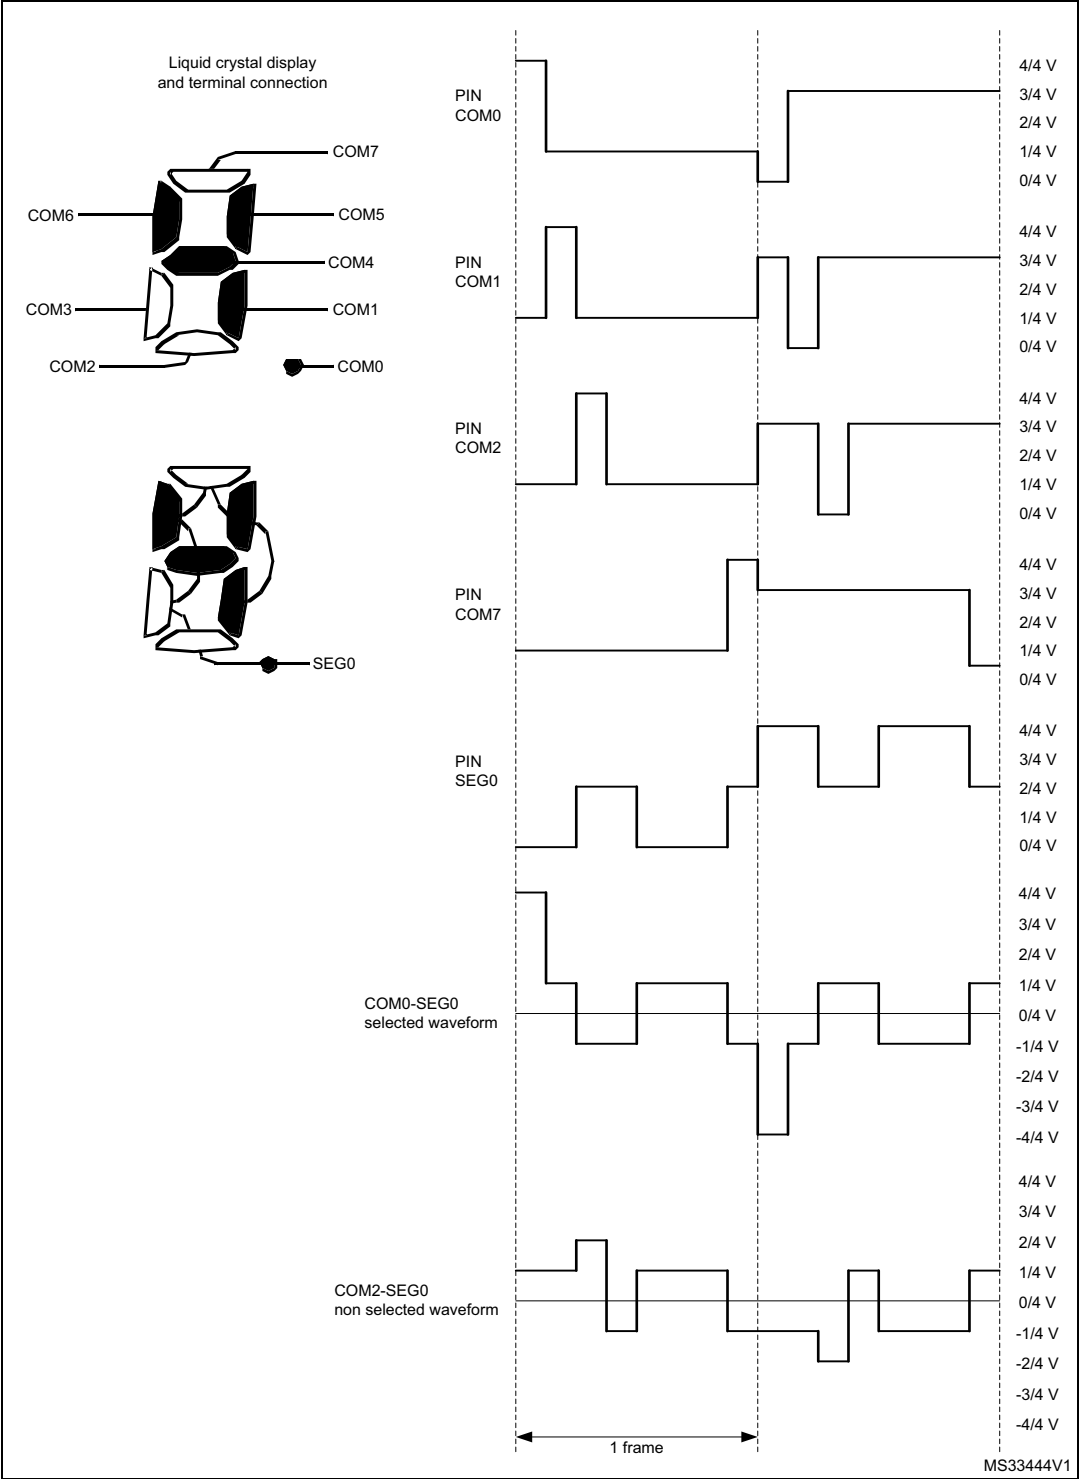 Liquid crystal display
and terminal connection
COM7
COM6
COM5
COM4
COM3
COM1
COM2
COM0
SEG0
PIN
COM0
4/4 V
3/4 V
2/4 V
1/4 V
0/4 V
PIN
COM1
4/4 V
3/4 V
2/4 V
1/4 V
0/4 V
PIN
COM2
4/4 V
3/4 V
2/4 V
1/4 V
0/4 V
PIN
COM7
4/4 V
3/4 V
2/4 V
1/4 V
0/4 V
PIN
SEG0
4/4 V
3/4 V
2/4 V
1/4 V
0/4 V
COM0-SEG0
selected waveform
4/4 V
3/4 V
2/4 V
1/4 V
0/4 V
-1/4 V
-2/4 V
-3/4 V
-4/4 V
COM2-SEG0
non selected waveform
4/4 V
3/4 V
2/4 V
1/4 V
0/4 V
-1/4 V
-2/4 V
-3/4 V
-4/4 V
1 frame
MS33444V1